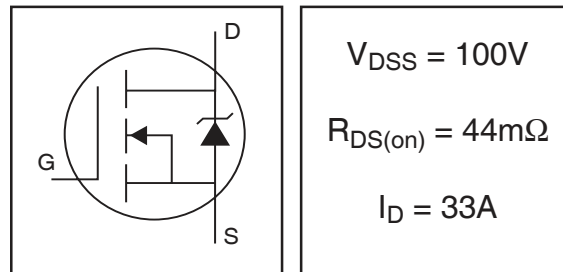 D
G
S
V_DSS = 100V
R_DS(on) = 44mΩ
I_D = 33A